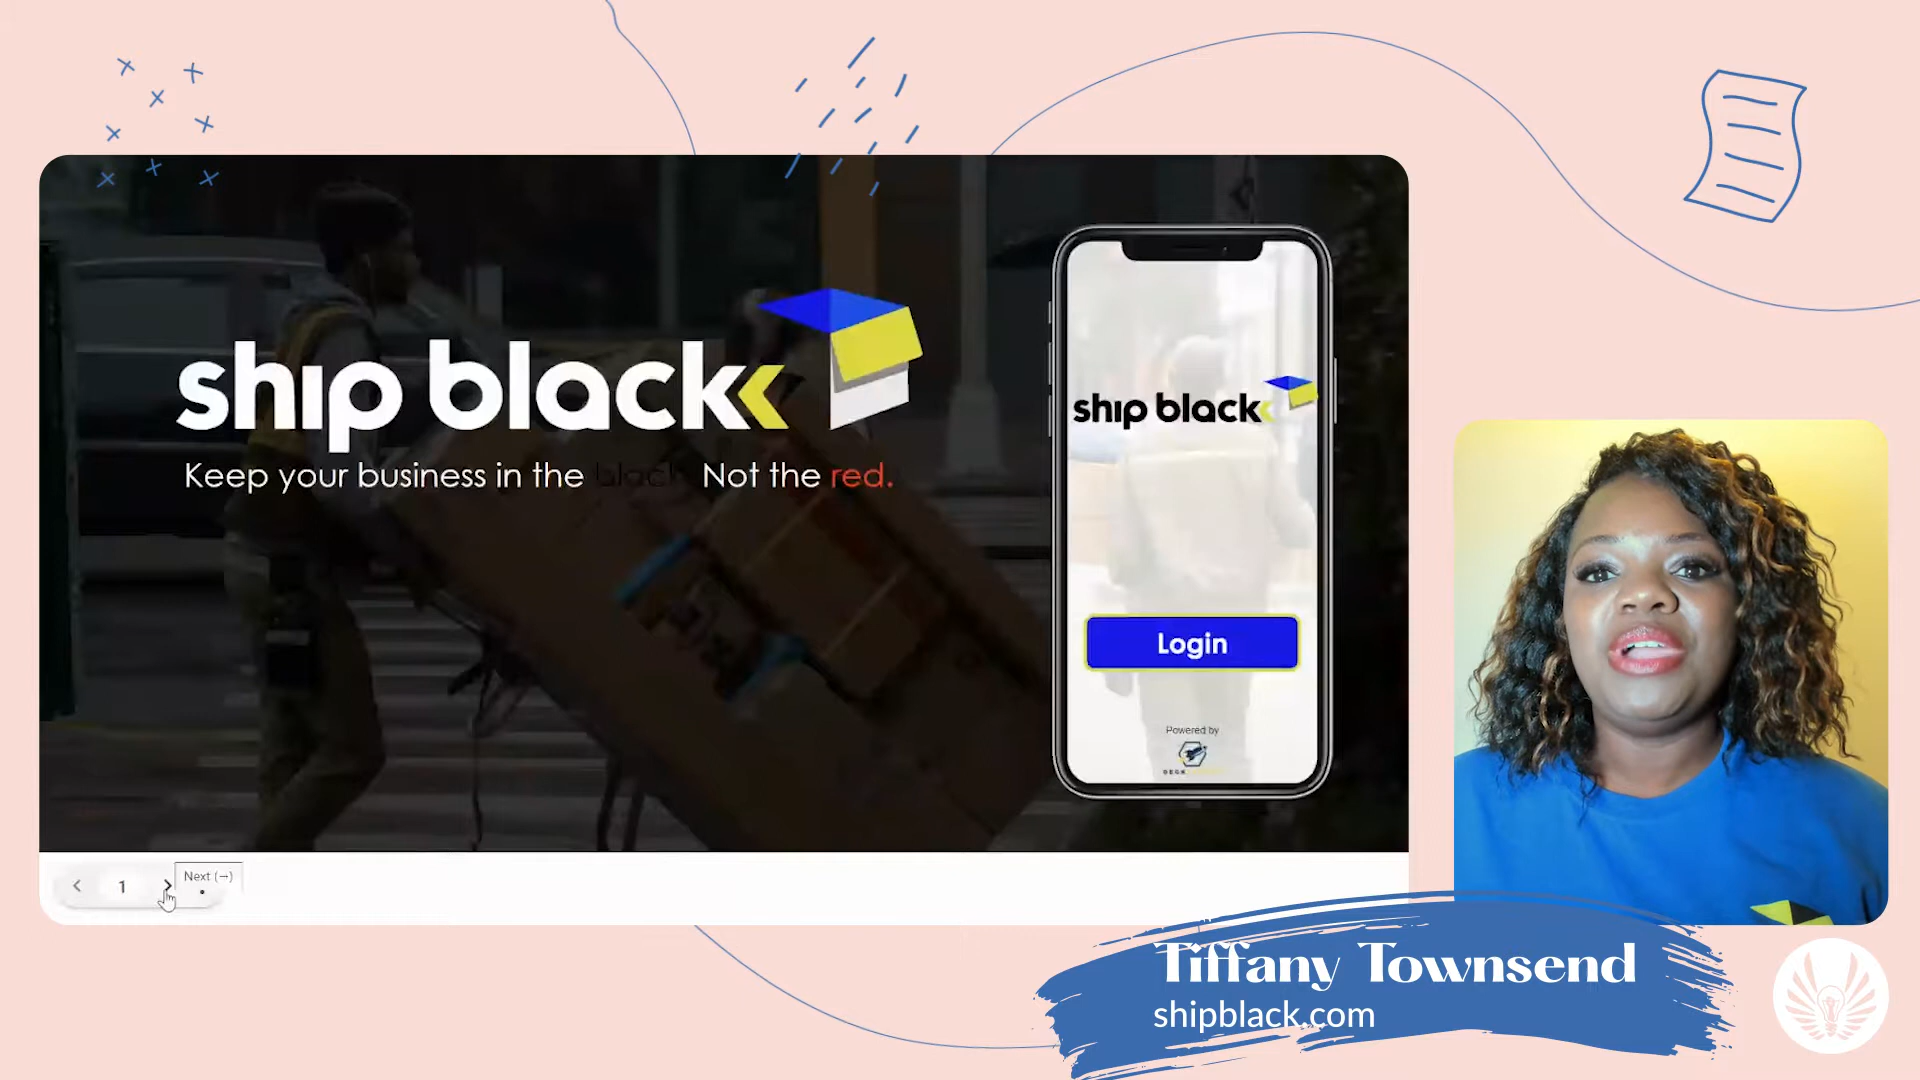 ship black
Keep your business in the black. Not the red.
ship black
Login
Powered by
1
Next (→)
Tiffany Townsend
shipblack.com